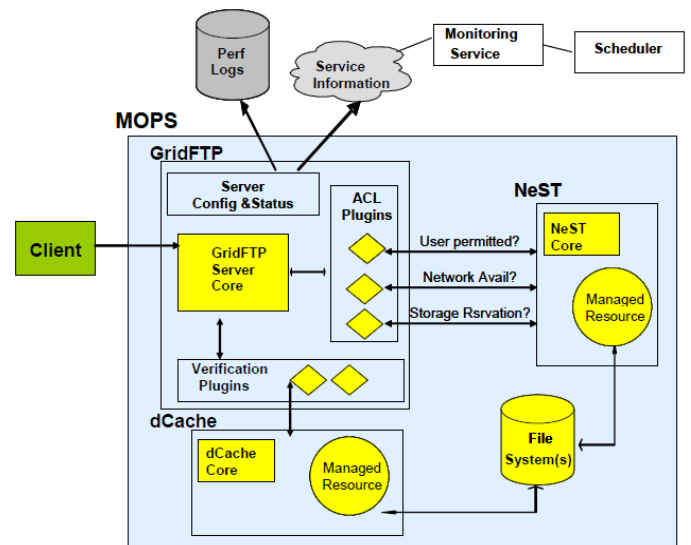 Perf
Logs
Service
Information
Monitoring
Service
Scheduler
MOPS
GridFTP
Server
Config &Status
ACL
Plugins
NeST
NeST
Core
Client
GridFTP
Server
Core
User permitted?
Network Avail?
Storage Rsrvation?
Managed
Resource
Verification
Plugins
dCache
dCache
Core
Managed
Resource
File
System(s)